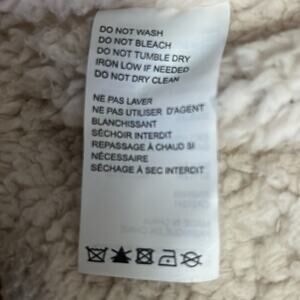 DO NOT WASH
DO NOT BLEACH
DO NOT TUMBLE DRY
IRON LOW IF NEEDED
DO NOT DRY CLEAN
NE PAS LAVER
NE PAS UTILISER D'AGENT
BLANCHISSANT
SÉCHOIR INTERDIT
REPASSAGE À CHAUD SI
NÉCESSAIRE
SÉCHAGE À SEC INTERDIT